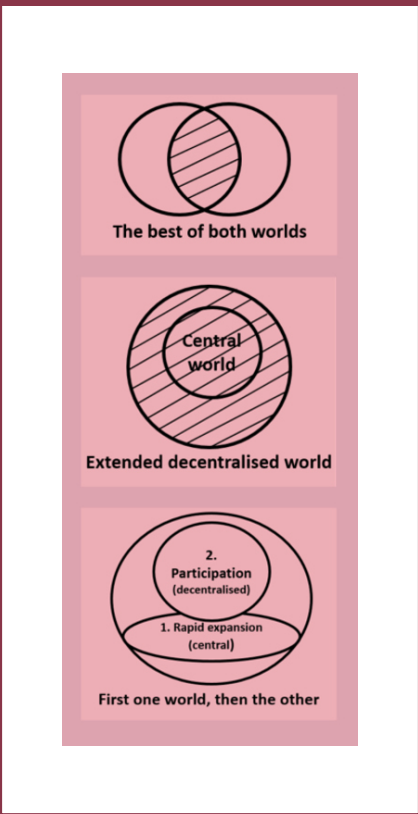 The best of both worlds
Central
world
Extended decentralised world
2.
Participation
(decentralised)
1. Rapid expansion
(central)
First one world, then the other